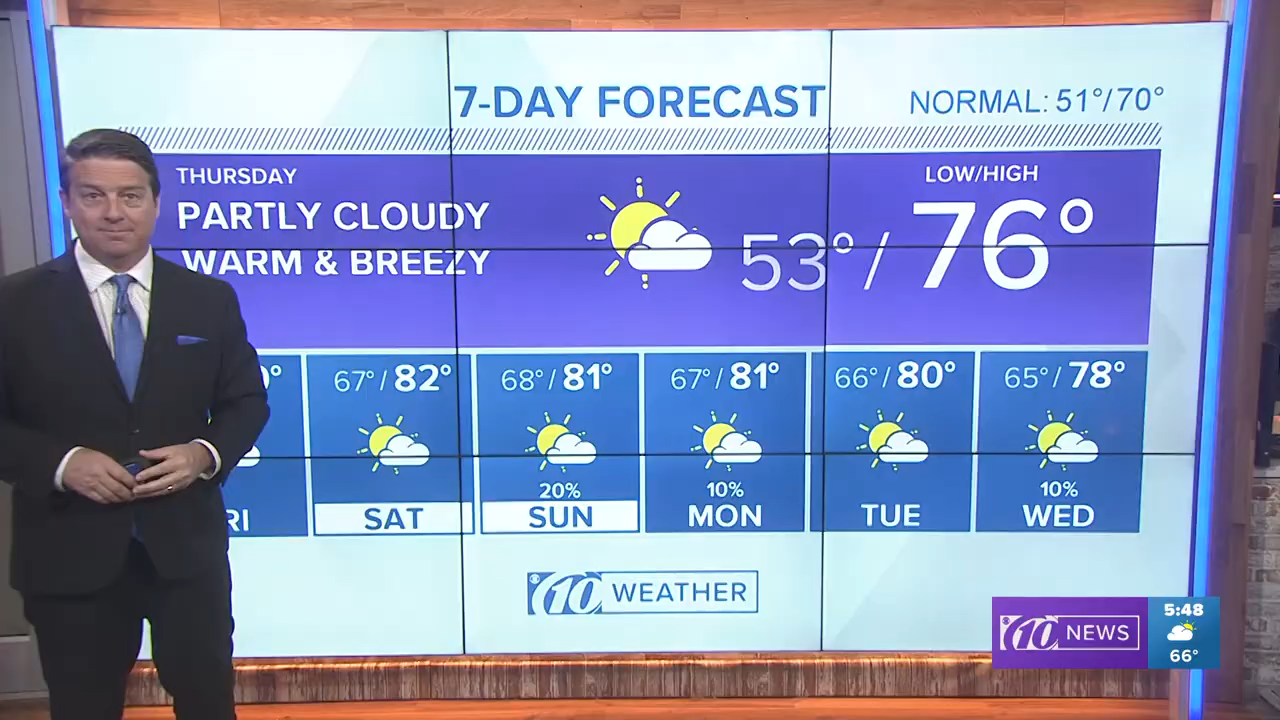 7-DAY FORECAST
NORMAL: 51°/70°
THURSDAY
PARTLY CLOUDY
WARM & BREEZY
LOW/HIGH
53°/76°
67°/82°
68°/81°
67°/81°
66°/80°
65°/78°
20%
10%
10%
SAT
SUN
MON
TUE
WED
10 WEATHER
10 NEWS
5:48
66°